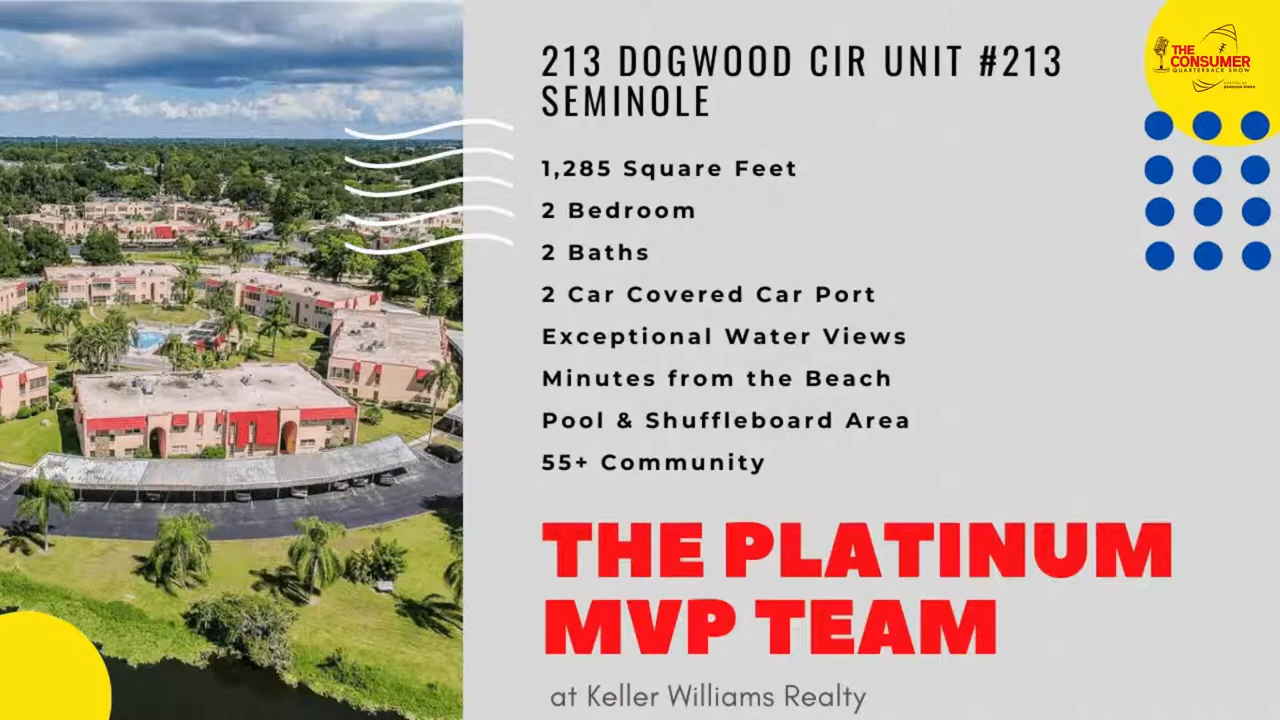 213 DOGWOOD CIR UNIT #213
SEMINOLE
1,285 Square Feet
2 Bedroom
2 Baths
2 Car Covered Car Port
Exceptional Water Views
Minutes from the Beach
Pool & Shuffleboard Area
55+ Community
THE PLATINUM
MVP TEAM
at Keller Williams Realty
THE
CONSUMER
QUARTERBACK SHOW